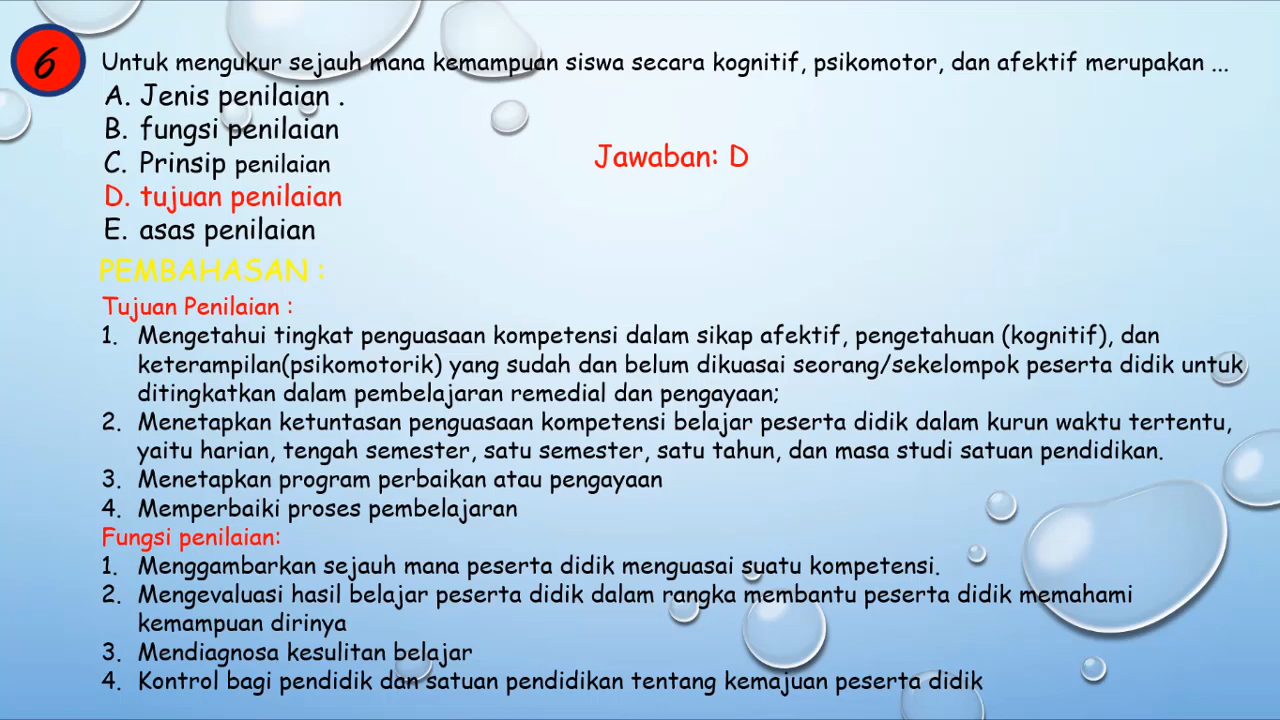 6
Untuk mengukur sejauh mana kemampuan siswa secara kognitif, psikomotor, dan afektif merupakan ...
A. Jenis penilaian .
B. fungsi penilaian
C. Prinsip penilaian
D. tujuan penilaian
E. asas penilaian
Jawaban: D
PEMBAHASAN :
Tujuan Penilaian :
1. Mengetahui tingkat penguasaan kompetensi dalam sikap afektif, pengetahuan (kognitif), dan
keterampilan(psikomotorik) yang sudah dan belum dikuasai seorang/sekelompok peserta didik untuk
ditingkatkan dalam pembelajaran remedial dan pengayaan;
2. Menetapkan ketuntasan penguasaan kompetensi belajar peserta didik dalam kurun waktu tertentu,
yaitu harian, tengah semester, satu semester, satu tahun, dan masa studi satuan pendidikan.
3. Menetapkan program perbaikan atau pengayaan
4. Memperbaiki proses pembelajaran
Fungsi penilaian:
1. Menggambarkan sejauh mana peserta didik menguasai suatu kompetensi.
2. Mengevaluasi hasil belajar peserta didik dalam rangka membantu peserta didik memahami
kemampuan dirinya
3. Mendiagnosa kesulitan belajar
4. Kontrol bagi pendidik dan satuan pendidikan tentang kemajuan peserta didik